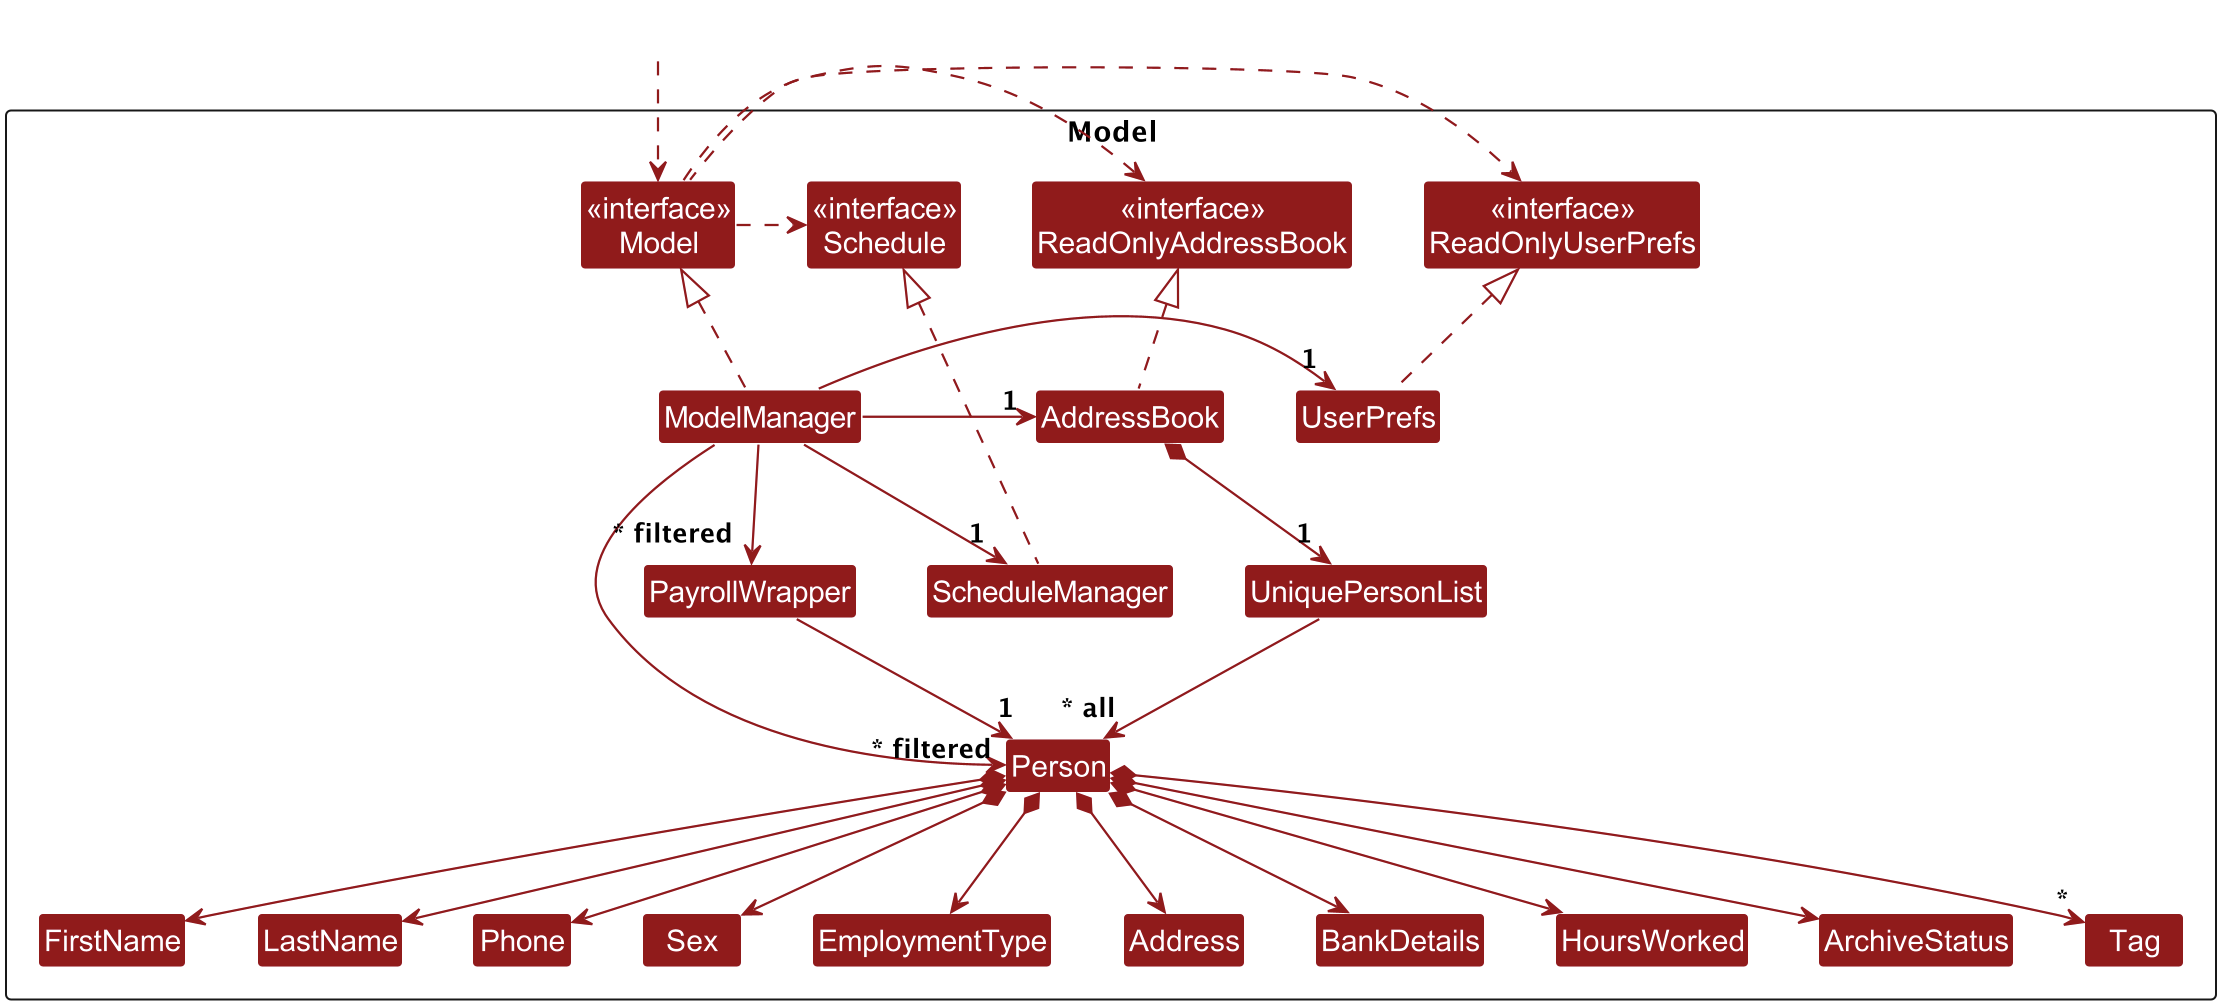 Model
«interface»
Model
«interface»
Schedule
«interface»
ReadOnlyAddressBook
«interface»
ReadOnlyUserPrefs
1
1
ModelManager
AddressBook
UserPrefs
* filtered
1
1
PayrollWrapper
ScheduleManager
UniquePersonList
1
* all
* filtered
Person
*
FirstName
LastName
Phone
Sex
EmploymentType
Address
BankDetails
HoursWorked
ArchiveStatus
Tag